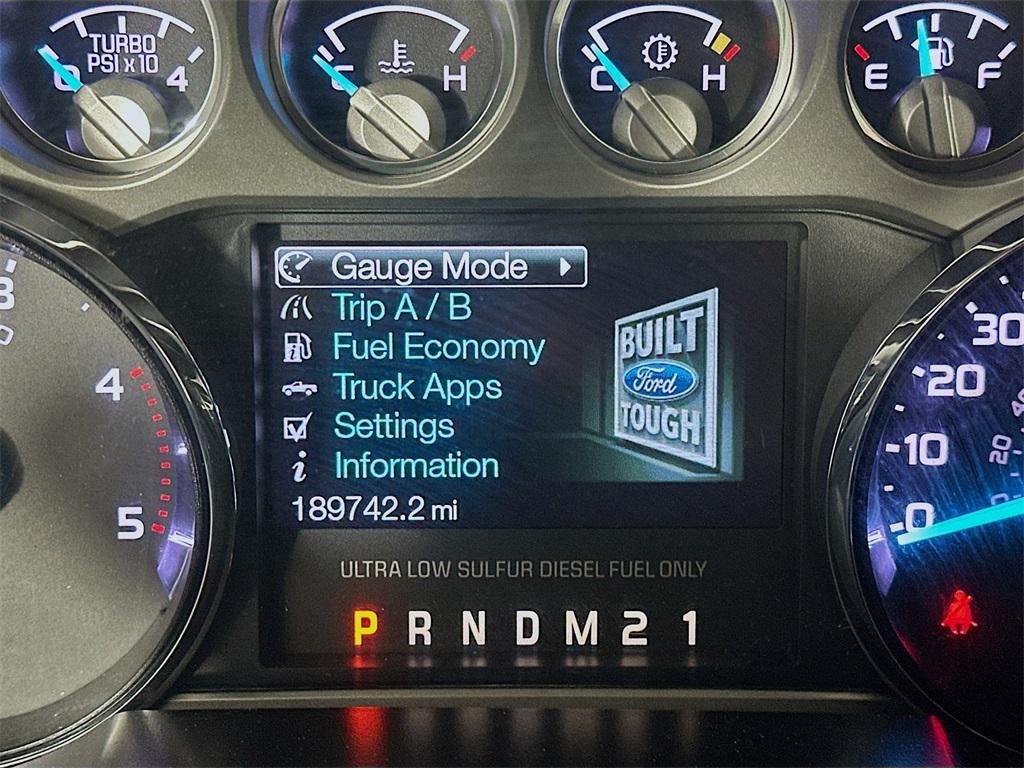 TURBO
PSI x 10
0 4
C H
C H
E F
Gauge Mode
Trip A / B
Fuel Economy
Truck Apps
Settings
Information
189742.2 mi
BUILT
Ford
TOUGH
ULTRA LOW SULFUR DIESEL FUEL ONLY
P R N D M 2 1
4
5
30
20
10
0
20